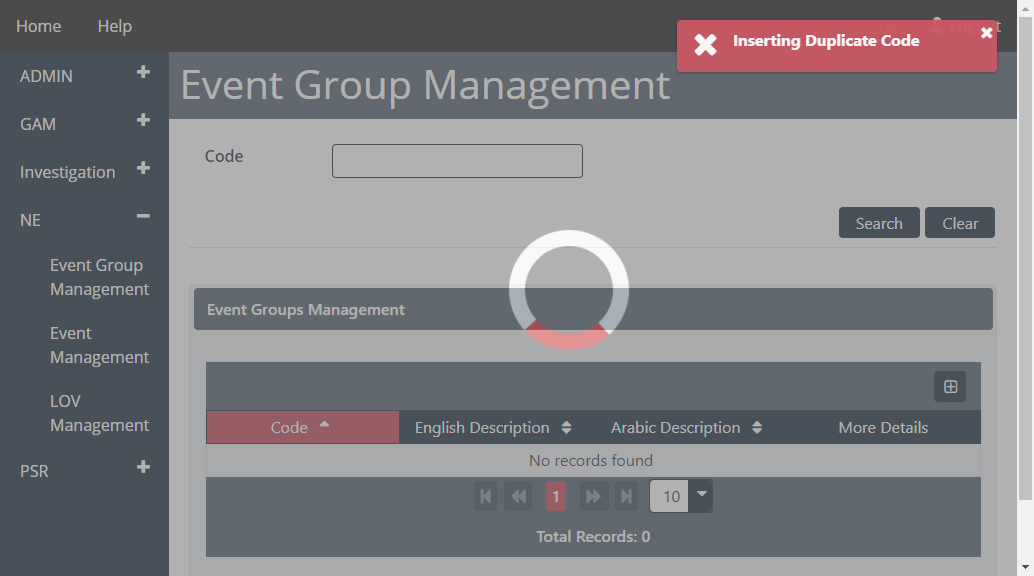 Home Help
Logout
Inserting Duplicate Code
ADMIN
GAM
Investigation
NE
Event Group
Management
Event
Management
LOV
Management
PSR
Event Group Management
Code
Search Clear
Event Groups Management
Code English Description Arabic Description More Details
No records found
1 10
Total Records: 0